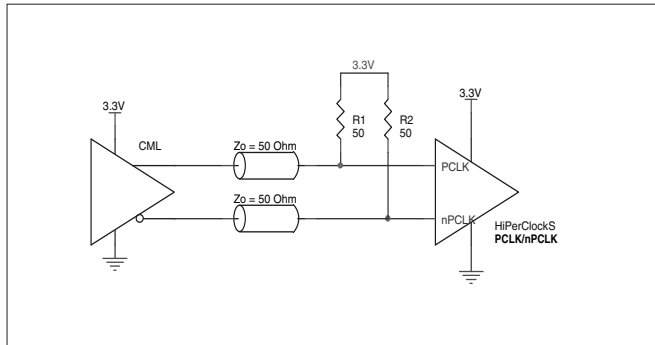 3.3V
3.3V
3.3V
R1
50
R2
50
CML
Zo = 50 Ohm
PCLK
Zo = 50 Ohm
nPCLK
HiPerClockS
PCLK/nPCLK